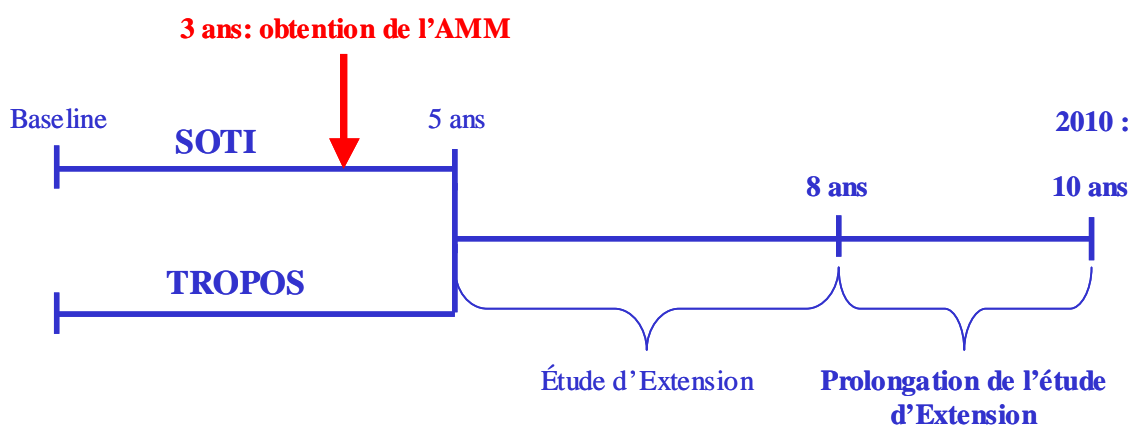 3 ans: obtention de l’AMM
Baseline
SOTI
5 ans
2010 :
8 ans
10 ans
TROPOS
Étude d’Extension
Prolongation de l’étude
d’Extension